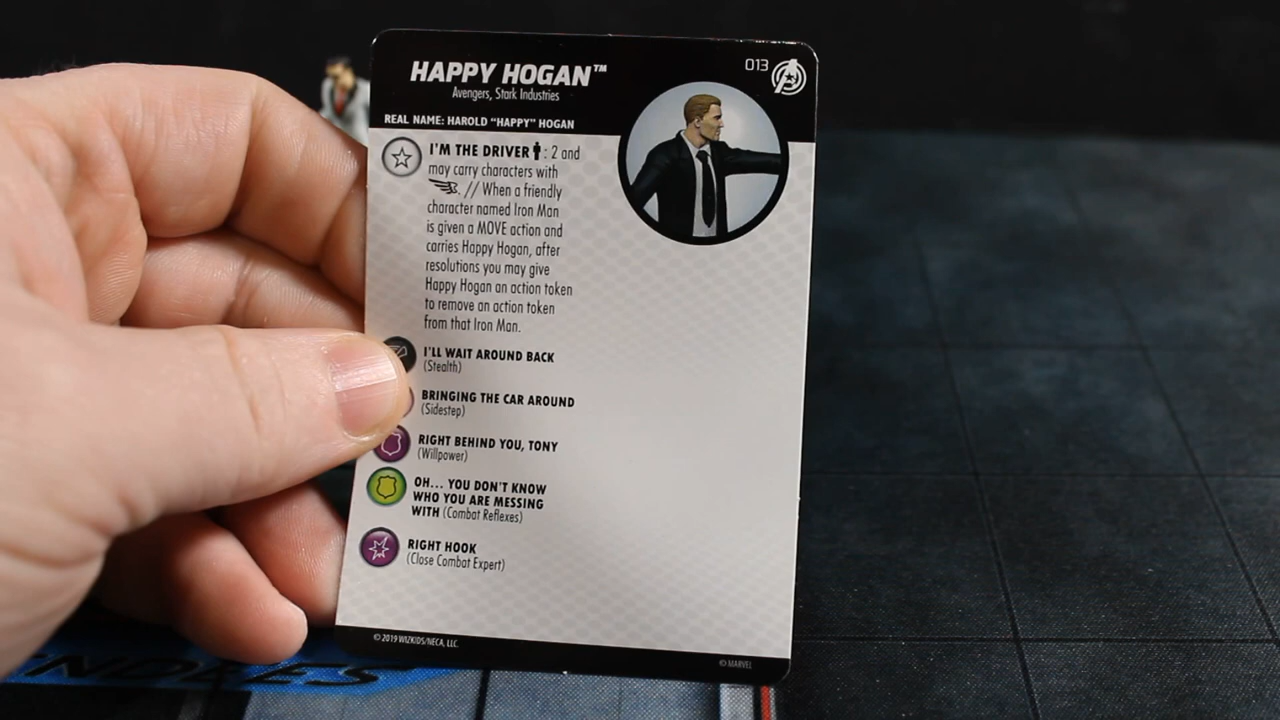 HAPPY HOGAN™
Avengers, Stark Industries
013
REAL NAME: HAROLD "HAPPY" HOGAN
I'M THE DRIVER : 2 and
may carry characters with
. // When a friendly
character named Iron Man
is given a MOVE action and
carries Happy Hogan, after
resolutions you may give
Happy Hogan an action token
to remove an action token
from that Iron Man.
I'LL WAIT AROUND BACK
(Stealth)
BRINGING THE CAR AROUND
(Sidestep)
RIGHT BEHIND YOU, TONY
(Willpower)
OH... YOU DON'T KNOW
WHO YOU ARE MESSING
WITH (Combat Reflexes)
RIGHT HOOK
(Close Combat Expert)
© 2019 WIZKIDS/NECA, LLC.
© MARVEL